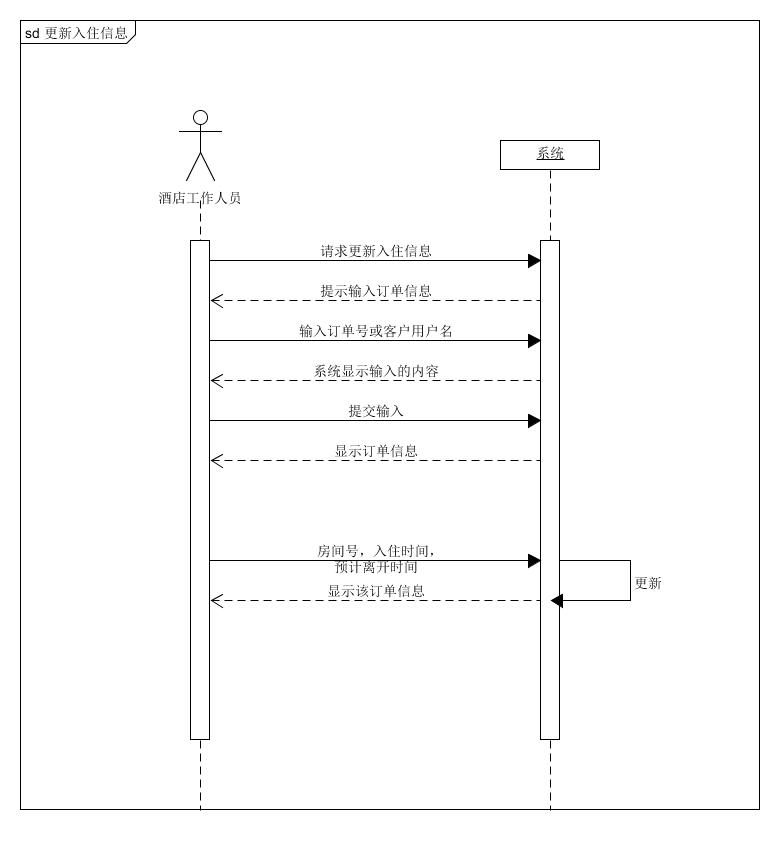 sd 更新入住信息
系统
酒店工作人员
请求更新入住信息
提示输入订单信息
输入订单号或客户用户名
系统显示输入的内容
提交输入
显示订单信息
房间号，入住时间，
预计离开时间
更新
显示该订单信息